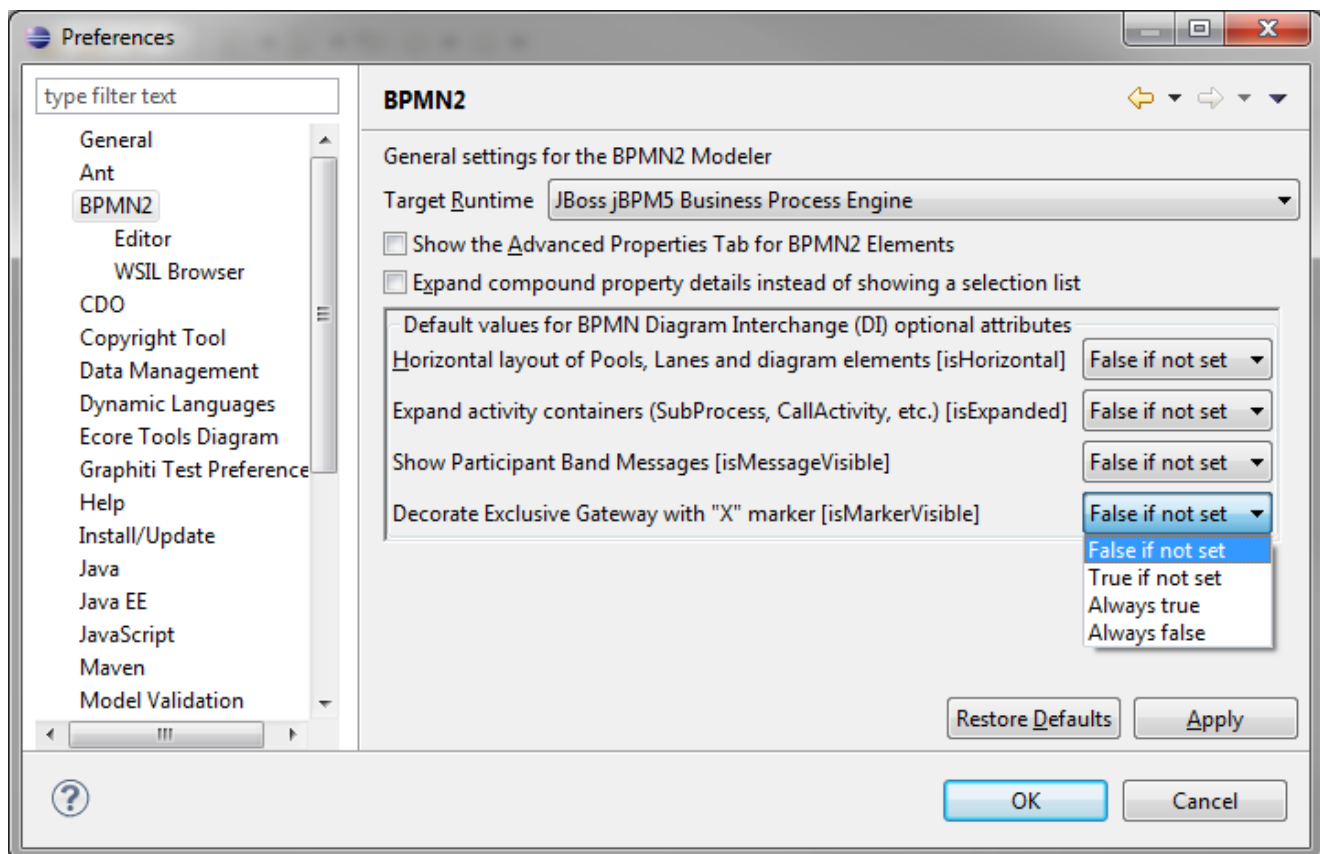 Preferences
type filter text
General
Ant
BPMN2
Editor
WSIL Browser
CDO
Copyright Tool
Data Management
Dynamic Languages
Ecore Tools Diagram
Graphiti Test Preference
Help
Install/Update
Java
Java EE
JavaScript
Maven
Model Validation
BPMN2
General settings for the BPMN2 Modeler
Target Runtime JBoss jBPM5 Business Process Engine
Show the Advanced Properties Tab for BPMN2 Elements
Expand compound property details instead of showing a selection list
Default values for BPMN Diagram Interchange (DI) optional attributes
Horizontal layout of Pools, Lanes and diagram elements [isHorizontal] False if not set
Expand activity containers (SubProcess, CallActivity, etc.) [isExpanded] False if not set
Show Participant Band Messages [isMessageVisible] False if not set
Decorate Exclusive Gateway with "X" marker [isMarkerVisible] False if not set
False if not set
True if not set
Always true
Always false
Restore Defaults Apply
OK Cancel